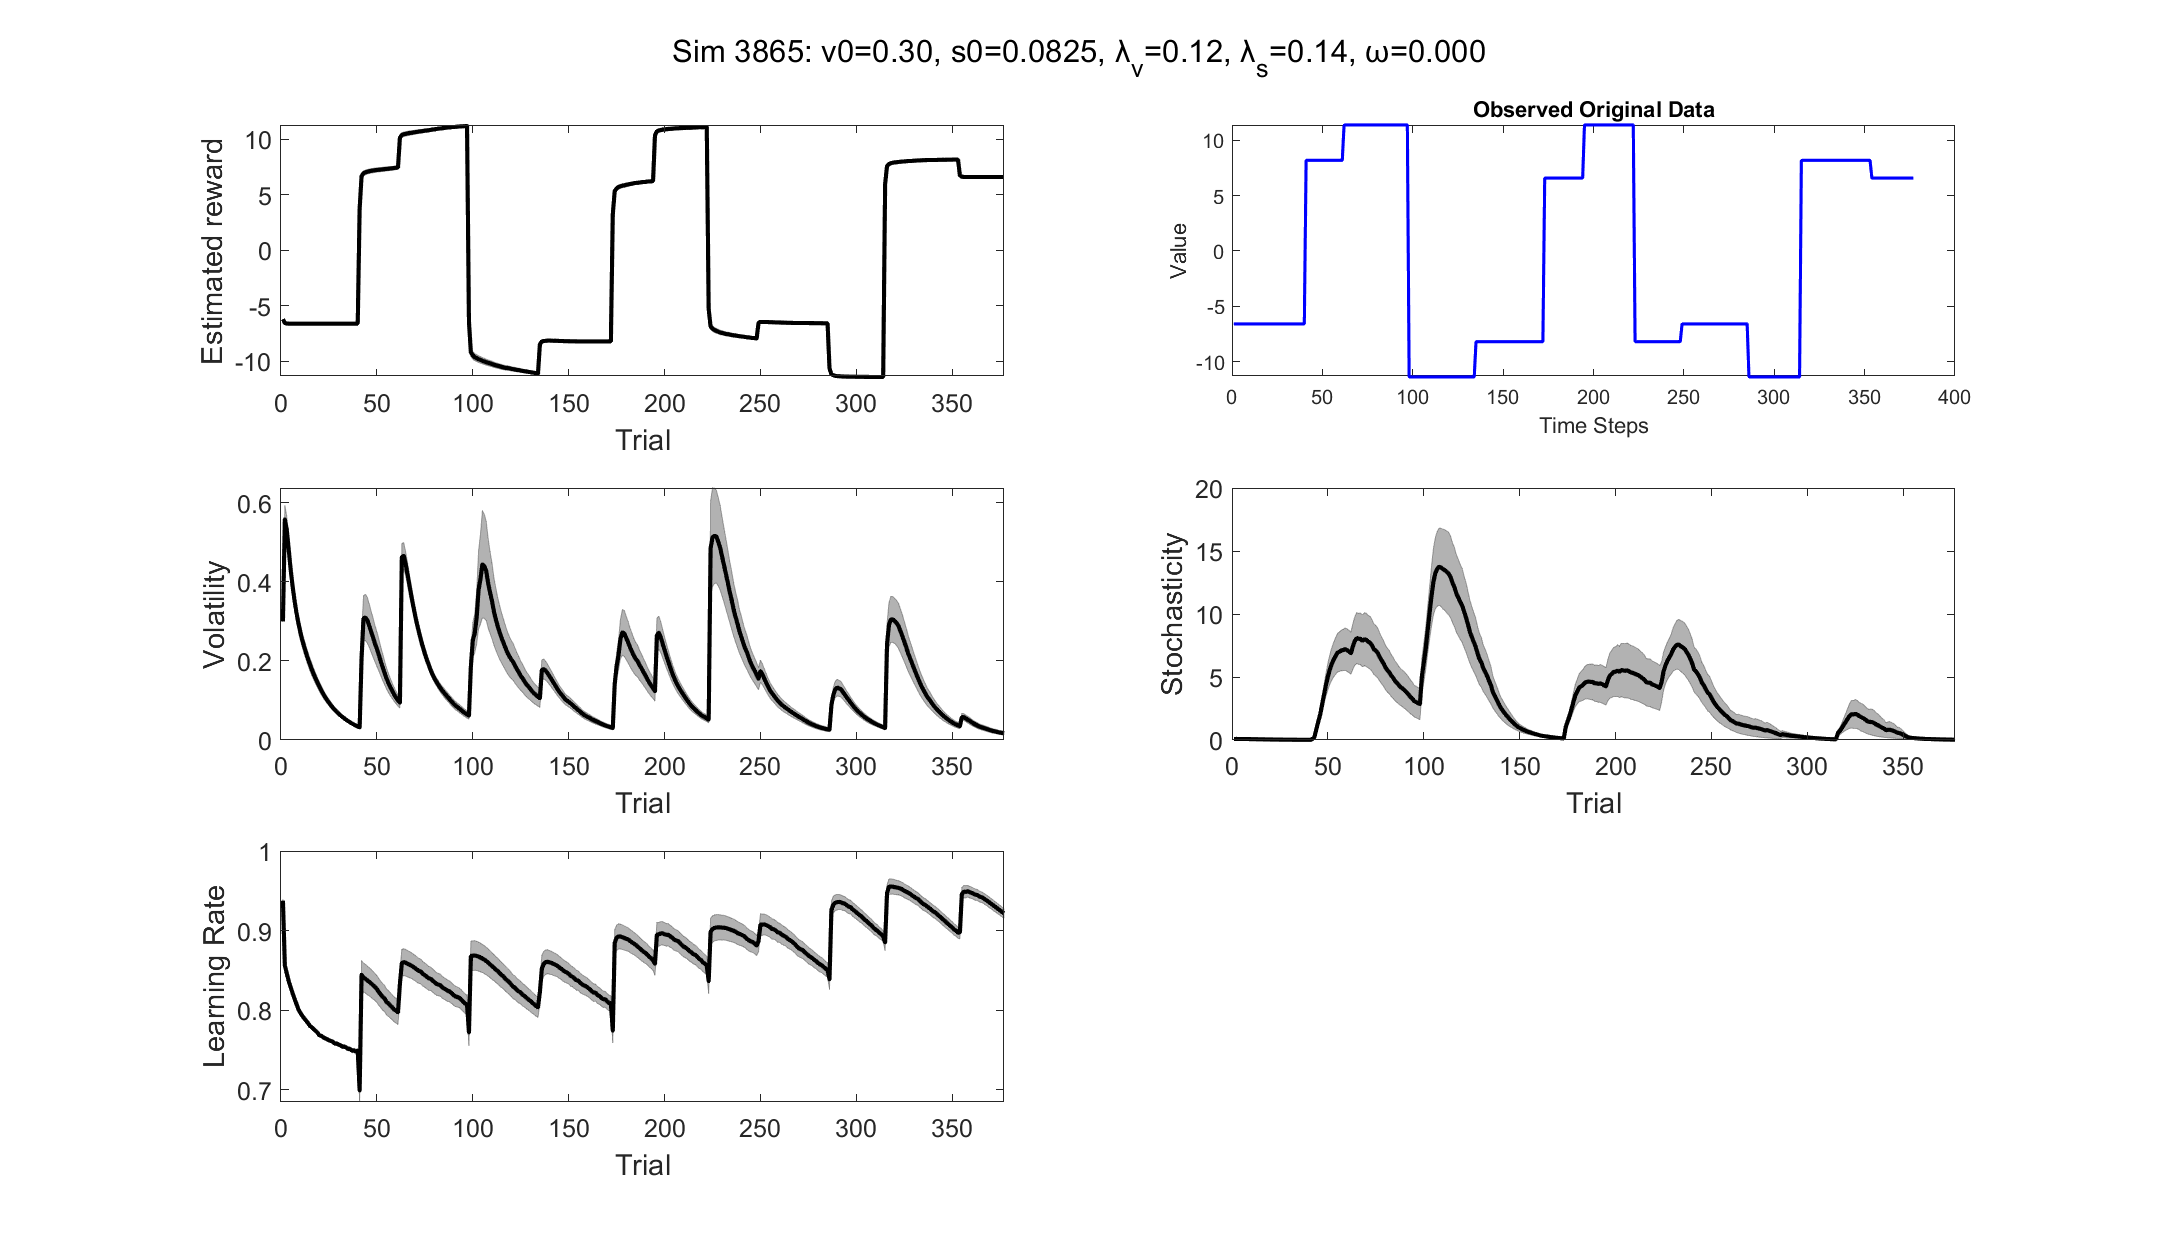 Sim 3865: v0=0.30, s0=0.0825, λ_v=0.12, λ_s=0.14, ω=0.000
Estimated reward
10
5
0
-5
-10
0 50 100 150 200 250 300 350
Trial
Observed Original Data
Value
10
5
0
-5
-10
0 50 100 150 200 250 300 350 400
Time Steps
Volatility
0.6
0.4
0.2
0
0 50 100 150 200 250 300 350
Trial
Stochasticity
20
15
10
5
0
0 50 100 150 200 250 300 350
Trial
Learning Rate
1
0.9
0.8
0.7
0 50 100 150 200 250 300 350
Trial